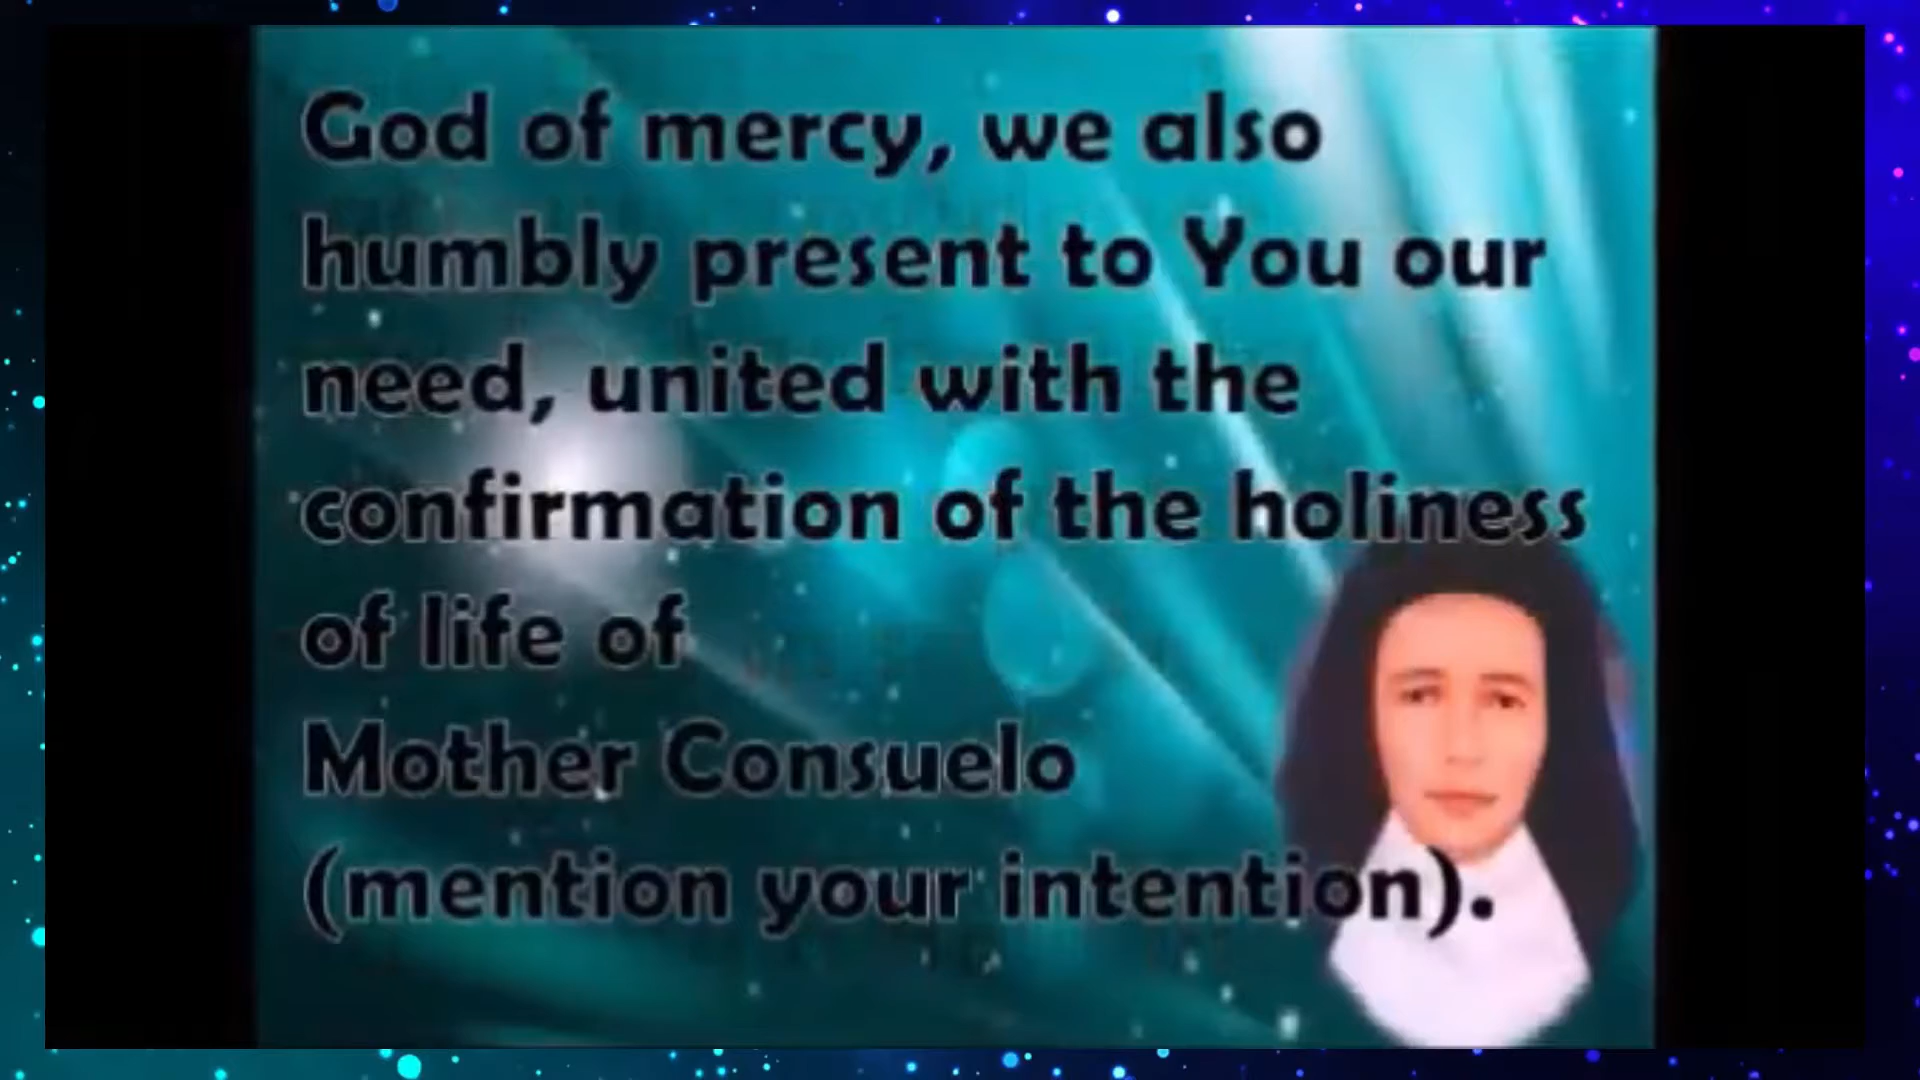 God of mercy, we also
humbly present to You our
need, united with the
confirmation of the holiness
of life of
Mother Consuelo
(mention your intention).